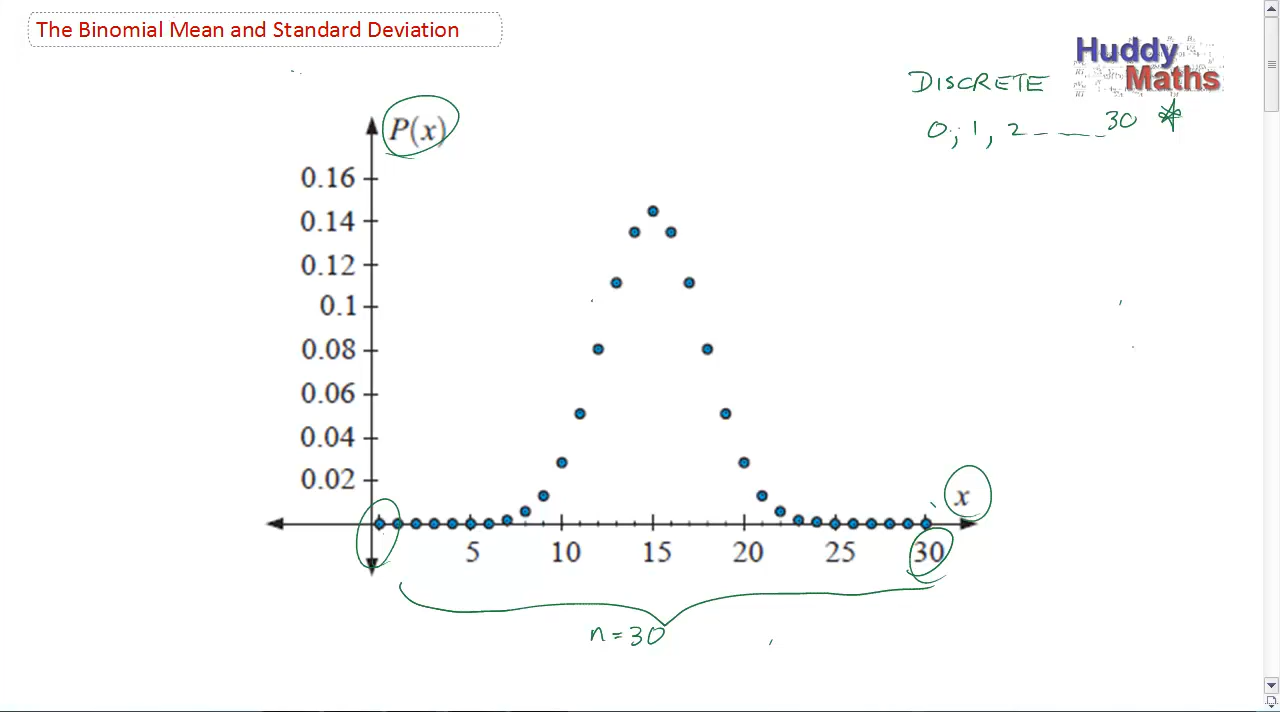 The Binomial Mean and Standard Deviation
Huddy
Maths
DISCRETE
0, 1, 2 ------ 30 *
P(x)
0.16
0.14
0.12
0.1
0.08
0.06
0.04
0.02
x
5 10 15 20 25 30
n = 30